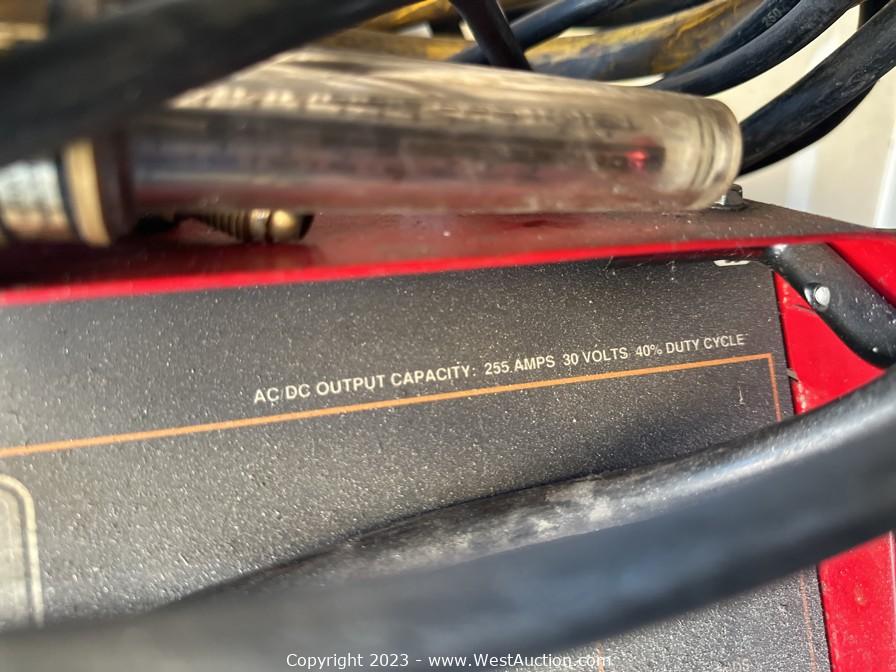 AC/DC OUTPUT CAPACITY: 255 AMPS 30 VOLTS 40% DUTY CYCLE
Copyright 2023 - www.WestAuction.com